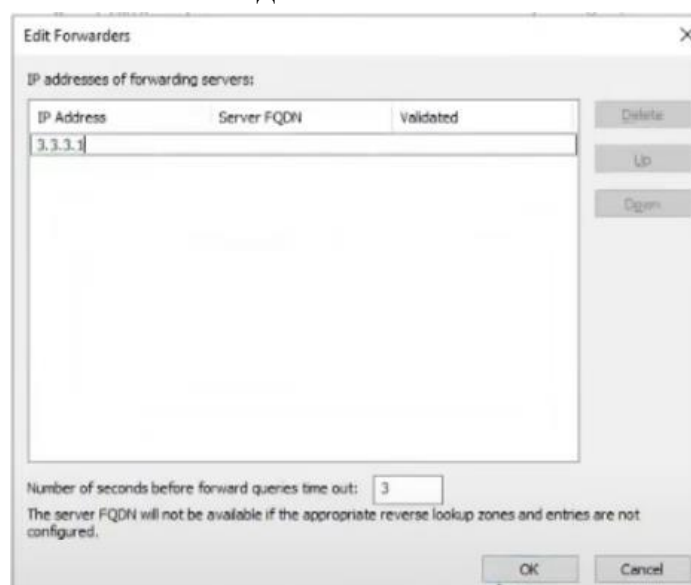 Edit Forwarders
IP addresses of forwarding servers:
IP Address Server FQDN Validated
3.3.3.1
Delete
Up
Down
Number of seconds before forward queries time out: 3
The server FQDN will not be available if the appropriate reverse lookup zones and entries are not
configured.
OK Cancel